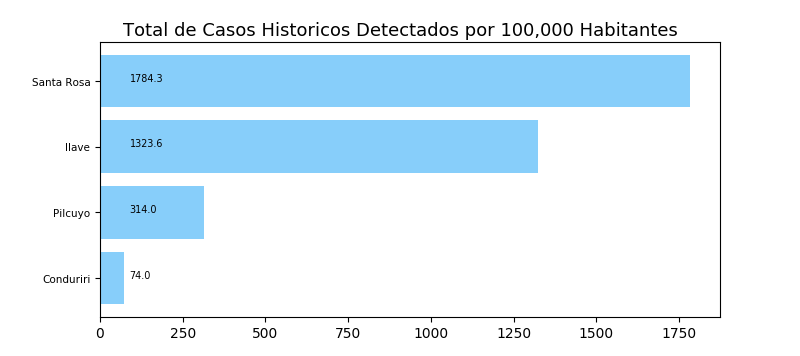 Total de Casos Historicos Detectados por 100,000 Habitantes
Santa Rosa 1784.3
Ilave 1323.6
Pilcuyo 314.0
Conduriri 74.0
0 250 500 750 1000 1250 1500 1750